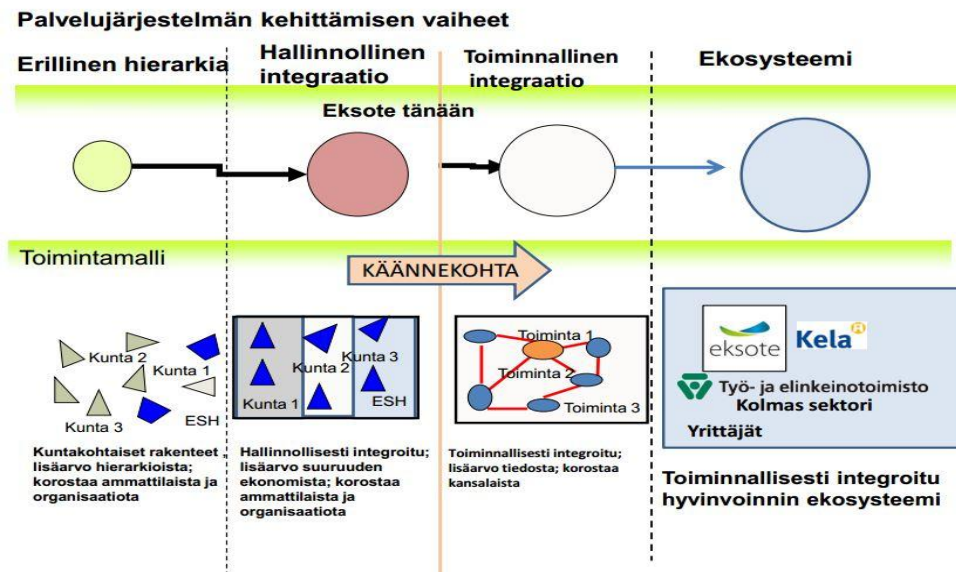 Palvelujärjestelmän kehittämisen vaiheet
Erillinen hierarkia
Hallinnollinen
integraatio
Toiminnallinen
integraatio
Ekosysteemi
Eksote tänään
Toimintamalli
KÄÄNNEKOHTA
Kunta 2
Kunta 1
Kunta 3
ESH
Kunta 3
Kunta 2
Kunta 1
ESH
Toiminta 1
Toiminta 2
Toiminta 3
eksote
Kela
Työ- ja elinkeinotoimisto
Kolmas sektori
Yrittäjät
Kuntakohtaiset rakenteet ,
lisäarvo hierarkioista;
korostaa ammattilaista ja
organisaatiota
Hallinnollisesti integroitu;
lisäarvo suuruuden
ekonomista; korostaa
ammattilaista ja
organisaatiota
Toiminnallisesti integroitu;
lisäarvo tiedosta; korostaa
kansalaista
Toiminnallisesti integroitu
hyvinvoinnin ekosysteemi